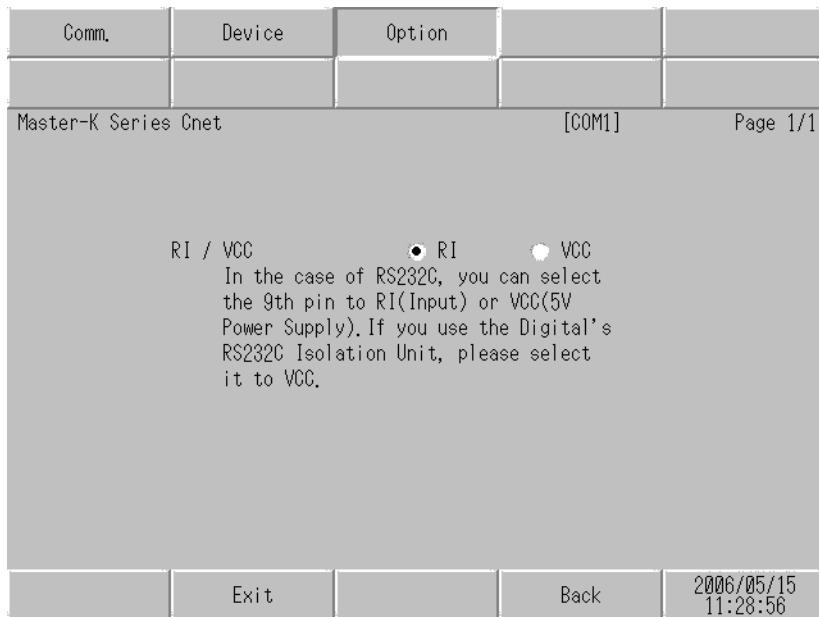 Comm. Device Option
Master-K Series Cnet [COM1] Page 1/1
RI / VCC RI VCC
In the case of RS232C, you can select
the 9th pin to RI(Input) or VCC(5V
Power Supply).If you use the Digital's
RS232C Isolation Unit, please select
it to VCC.
Exit Back 2006/05/15
11:28:56